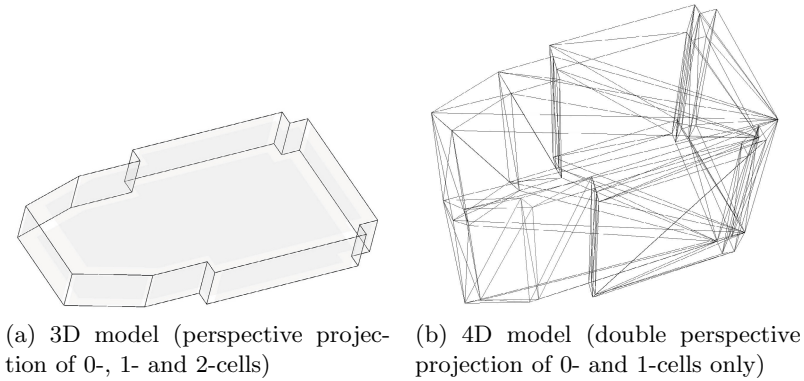 (a) 3D model (perspective projec-
tion of 0-, 1- and 2-cells)
(b) 4D model (double perspective
projection of 0- and 1-cells only)